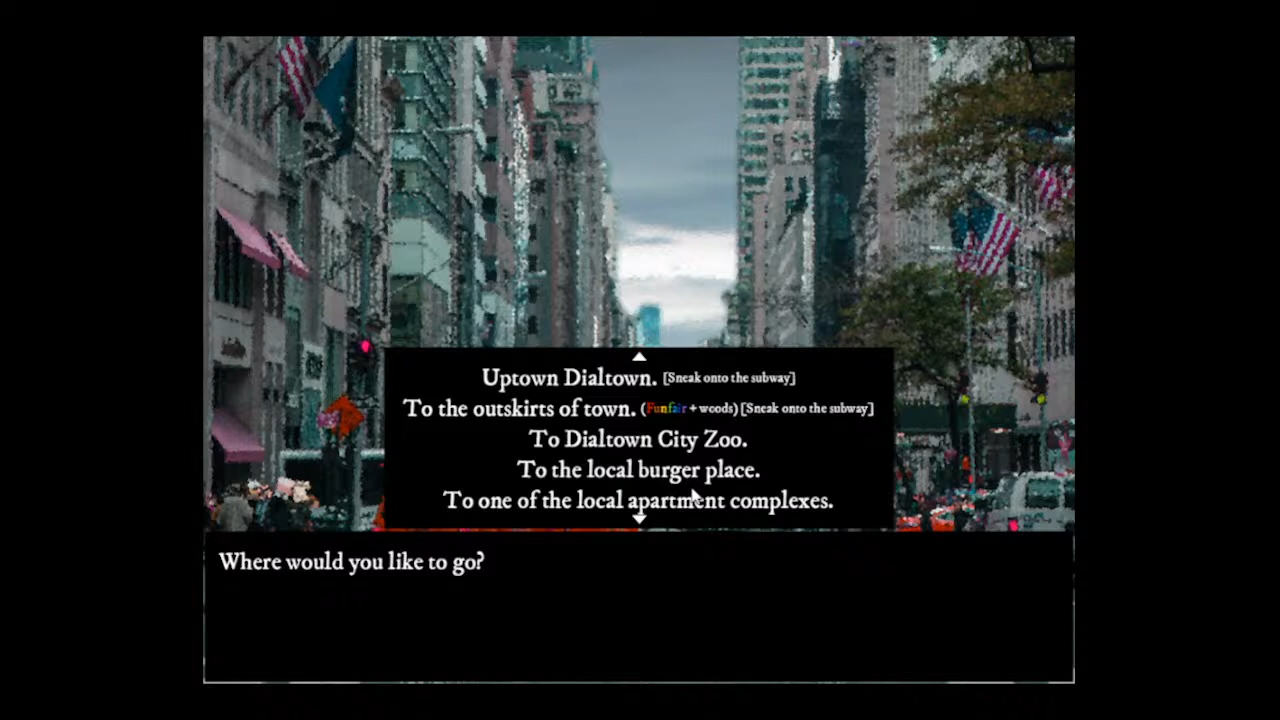 Uptown Dialtown. [Sneak onto the subway]
To the outskirts of town. (Funfair + woods) [Sneak onto the subway]
To Dialtown City Zoo.
To the local burger place.
To one of the local apartment complexes.
Where would you like to go?